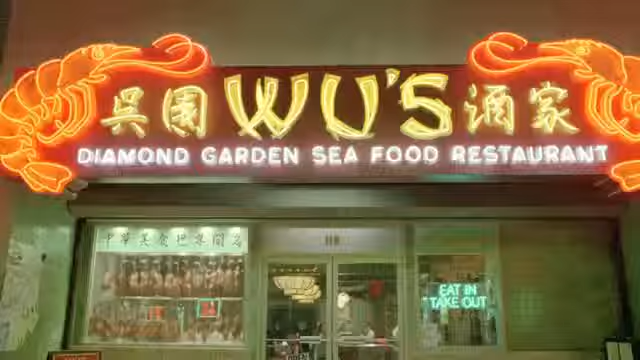 吳園 WU'S 酒家
DIAMOND GARDEN SEA FOOD RESTAURANT
EAT IN
TAKE OUT